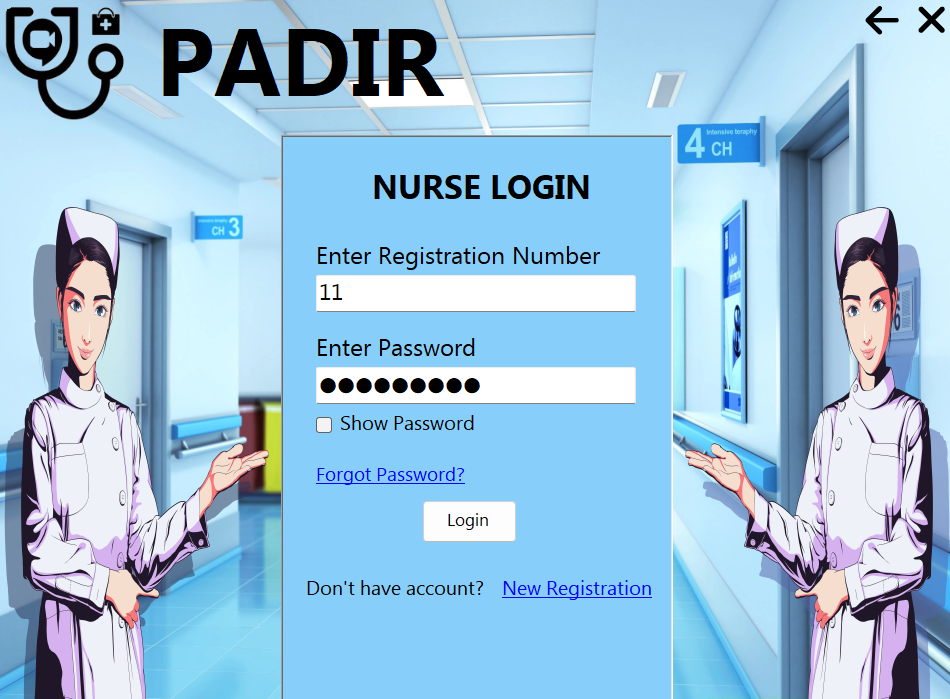 PADIR
4 Intensive teraphy
CH
CH 3
NURSE LOGIN
Enter Registration Number
11
Enter Password
●●●●●●●●●
Show Password
Forgot Password?
Login
Don't have account? New Registration